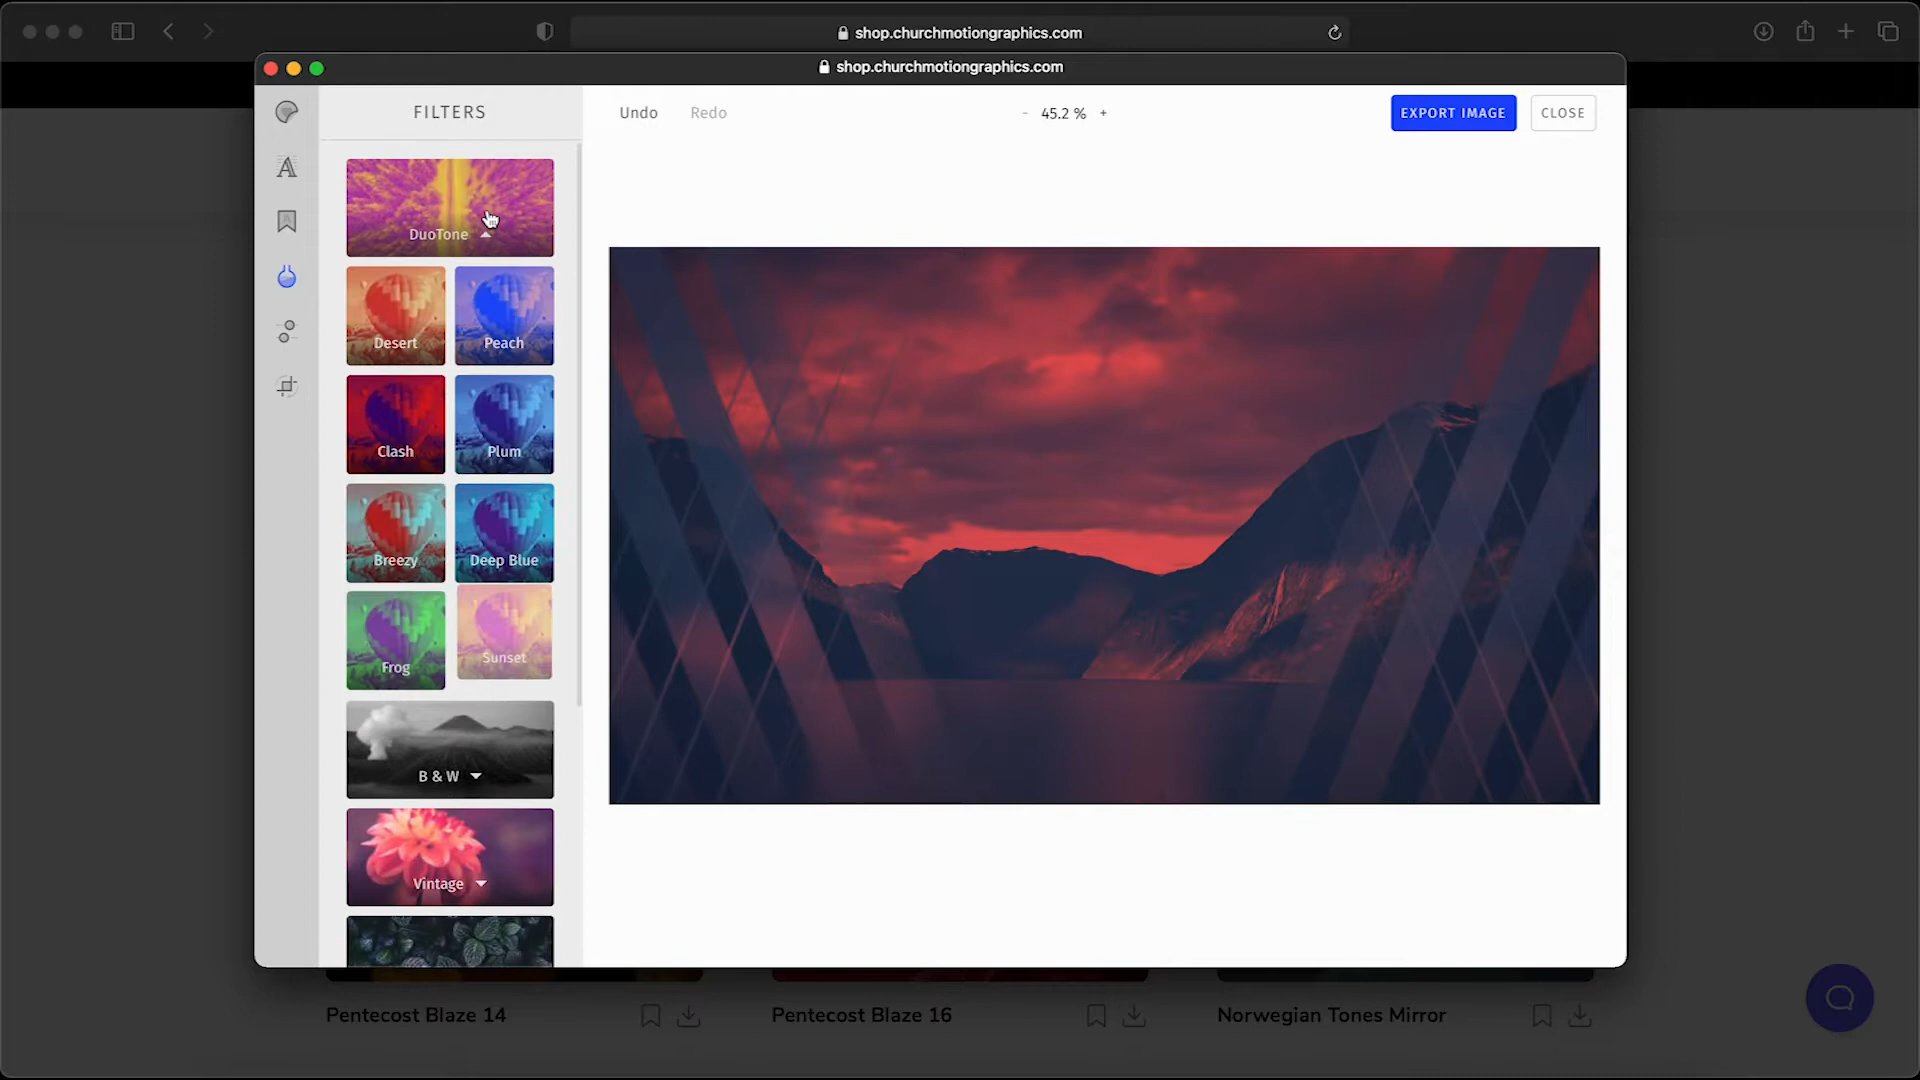 shop.churchmotiongraphics.com
shop.churchmotiongraphics.com
FILTERS
Undo Redo
- 45.2 % +
EXPORT IMAGE
CLOSE
DuoTone
Desert
Peach
Clash
Plum
Breezy
Deep Blue
Frog
Sunset
B & W
Vintage
Pentecost Blaze 14
Pentecost Blaze 16
Norwegian Tones Mirror